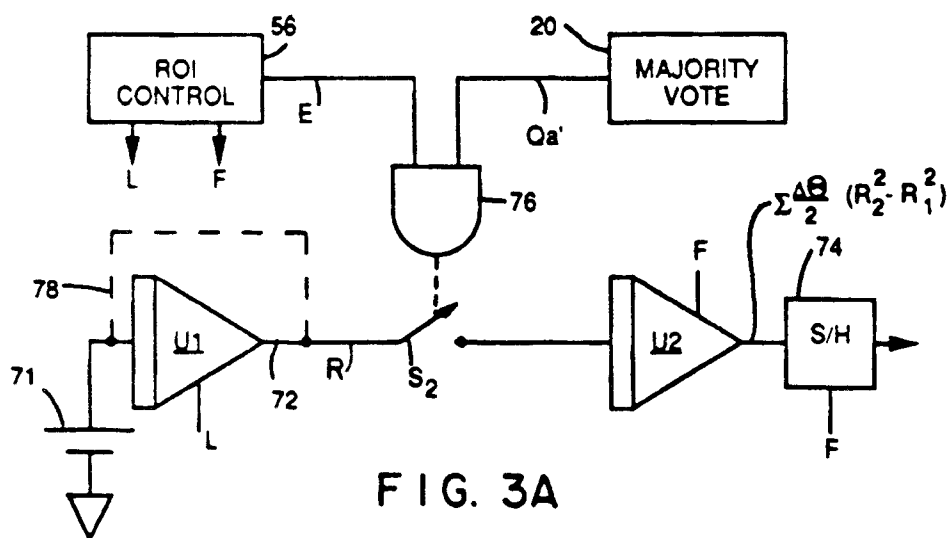 56
ROI
CONTROL
E
L
F
20
MAJORITY
VOTE
Qa'
76
Σ ΔΘ/2 (R₂² - R₁²)
78
U1
72
R
S₂
F
U2
74
S/H
71
L
F
FIG. 3A